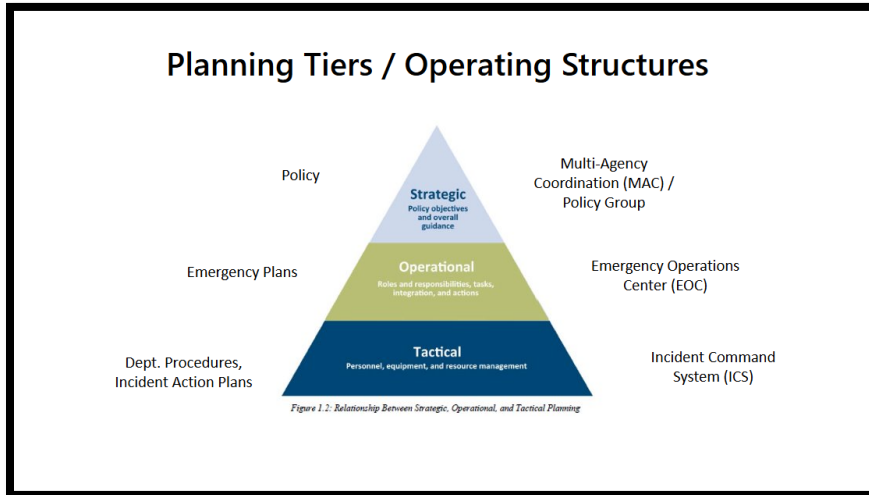 Planning Tiers / Operating Structures
Policy
Strategic
Policy objectives
and overall
guidance
Multi-Agency
Coordination (MAC) /
Policy Group
Emergency Plans
Operational
Roles and responsibilities, tasks,
integration, and actions
Emergency Operations
Center (EOC)
Dept. Procedures,
Incident Action Plans
Tactical
Personnel, equipment, and resource management
Incident Command
System (ICS)
Figure 1.2: Relationship Between Strategic, Operational, and Tactical Planning